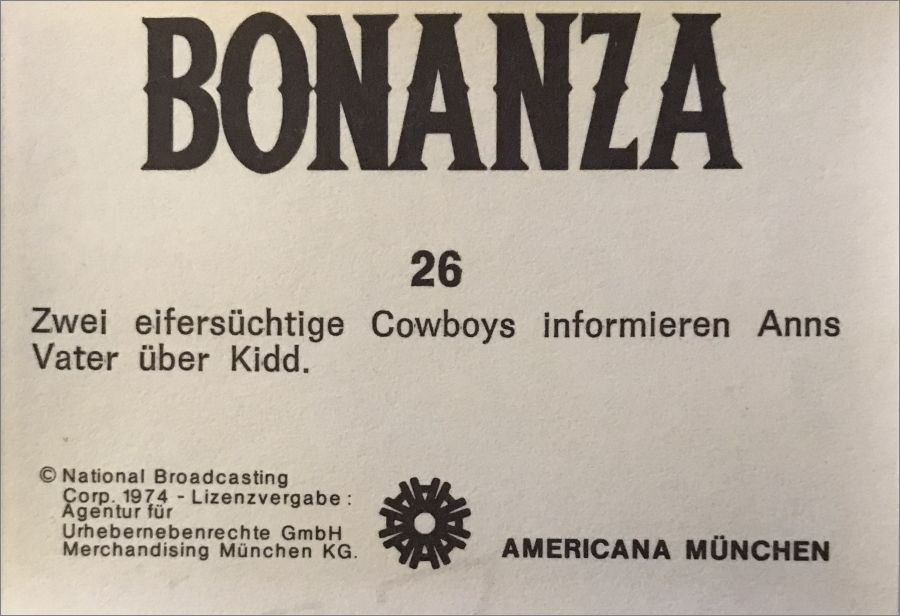 BONANZA
26
Zwei eifersüchtige Cowboys informieren Anns
Vater über Kidd.
© National Broadcasting
Corp. 1974 - Lizenzvergabe :
Agentur für
Urhebernebenrechte GmbH
Merchandising München KG.
AMERICANA MÜNCHEN